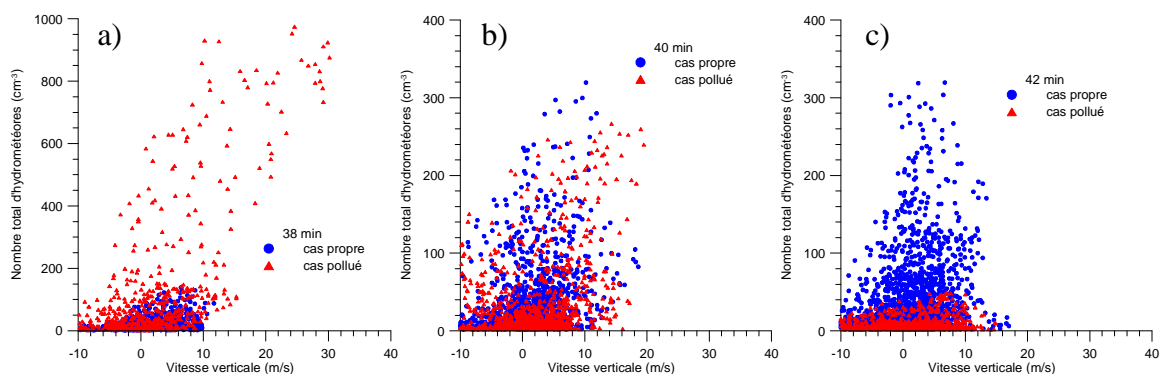 a)
1000
800
600
400
200
0
-10 0 10 20 30 40
Nombre total d'hydrométéores (cm-3)
Vitesse verticale (m/s)
38 min
cas propre
cas pollué
b)
400
300
200
100
0
-10 0 10 20 30 40
Nombre total d'hydrométéores (cm-3)
Vitesse verticale (m/s)
40 min
cas propre
cas pollué
c)
400
300
200
100
0
-10 0 10 20 30 40
Nombre total d'hydrométéores (cm-3)
Vitesse verticale (m/s)
42 min
cas propre
cas pollué